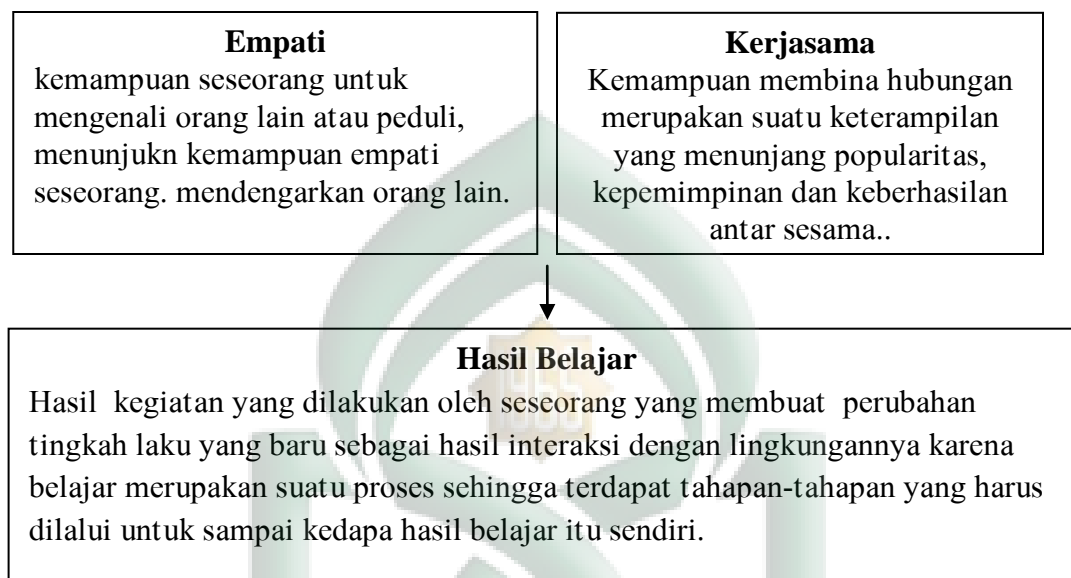 Empati
kemampuan seseorang untuk
mengenali orang lain atau peduli,
menunjukn kemampuan empati
seseorang. mendengarkan orang lain.
Kerjasama
Kemampuan membina hubungan
merupakan suatu keterampilan
yang menunjang popularitas,
kepemimpinan dan keberhasilan
antar sesama..
Hasil Belajar
1965
Hasil kegiatan yang dilakukan oleh seseorang yang membuat perubahan
tingkah laku yang baru sebagai hasil interaksi dengan lingkungannya karena
belajar merupakan suatu proses sehingga terdapat tahapan-tahapan yang harus
dilalui untuk sampai kedapa hasil belajar itu sendiri.